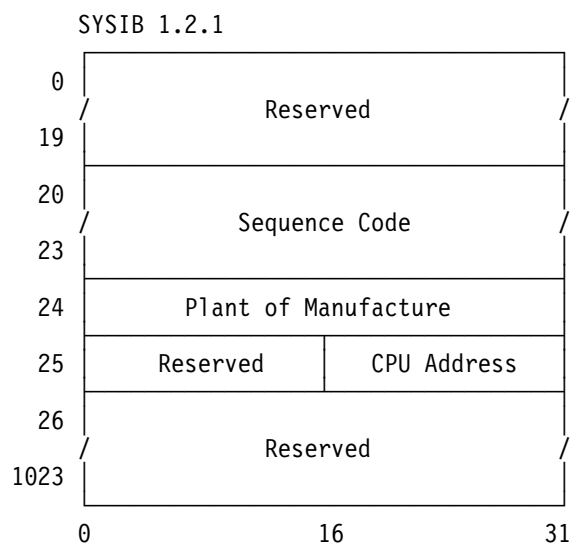 SYSIB 1.2.1
0
Reserved
19
20
Sequence Code
23
24 Plant of Manufacture
25 Reserved CPU Address
26
Reserved
1023
0 16 31